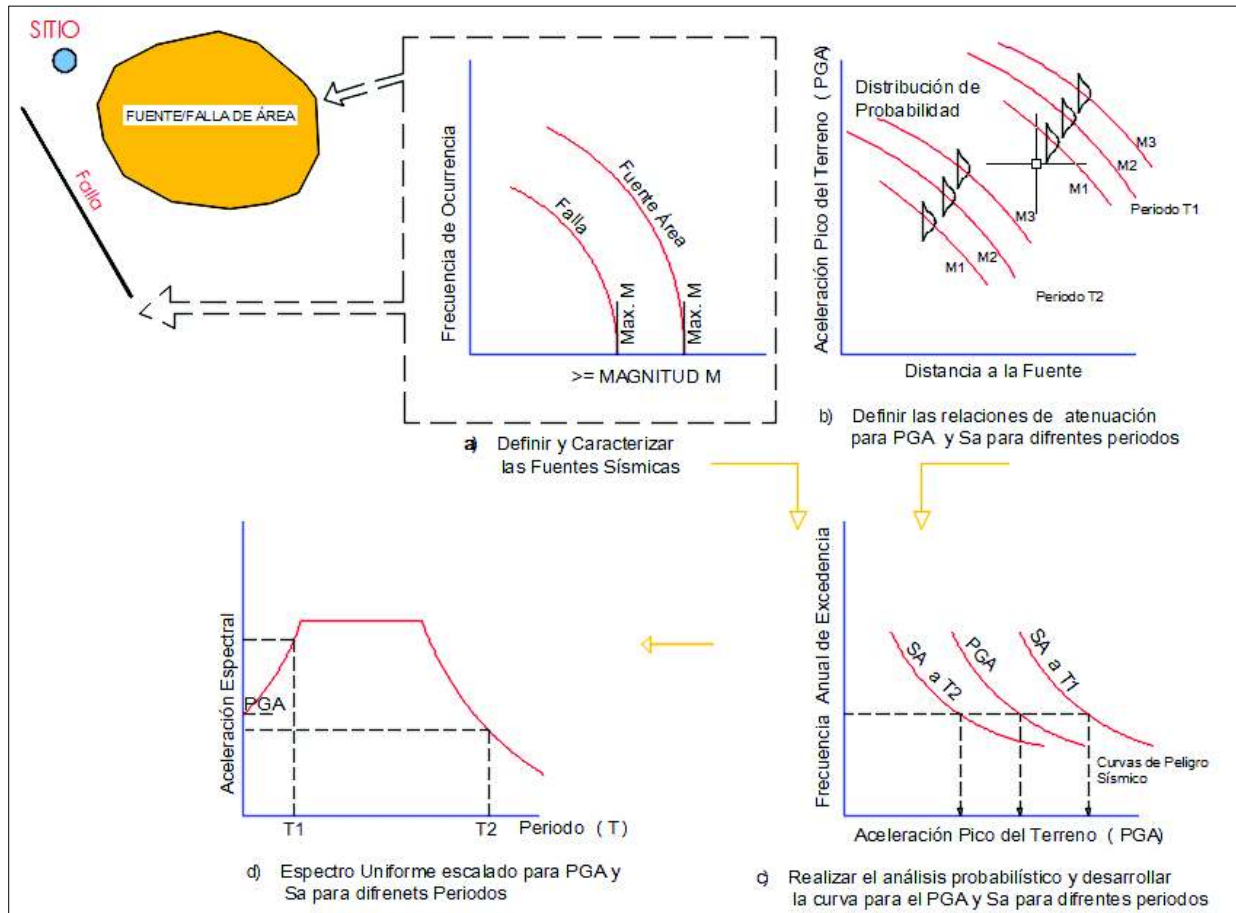 SITIO
FUENTE/FALLA DE ÁREA
Falla
Frecuencia de Ocurrencia
Falla
Fuente Área
Max. M
Max. M
>= MAGNITUD M
a) Definir y Caracterizar
las Fuentes Sísmicas
Aceleración Pico del Terreno ( PGA)
Distribución de
Probabilidad
M3
M2
M1
Periodo T1
M3
M2
M1
Periodo T2
Distancia a la Fuente
b) Definir las relaciones de atenuación
para PGA y Sa para difrentes periodos
Aceleración Espectral
PGA
T1
T2
Periodo ( T )
d) Espectro Uniforme escalado para PGA y
Sa para difrenets Periodos
Frecuencia Anual de Excedencia
SA a T2
PGA
SA a T1
Curvas de Peligro
Sísmico
Aceleración Pico del Terreno ( PGA)
c) Realizar el análisis probabilístico y desarrollar
la curva para el PGA y Sa para difrentes periodos